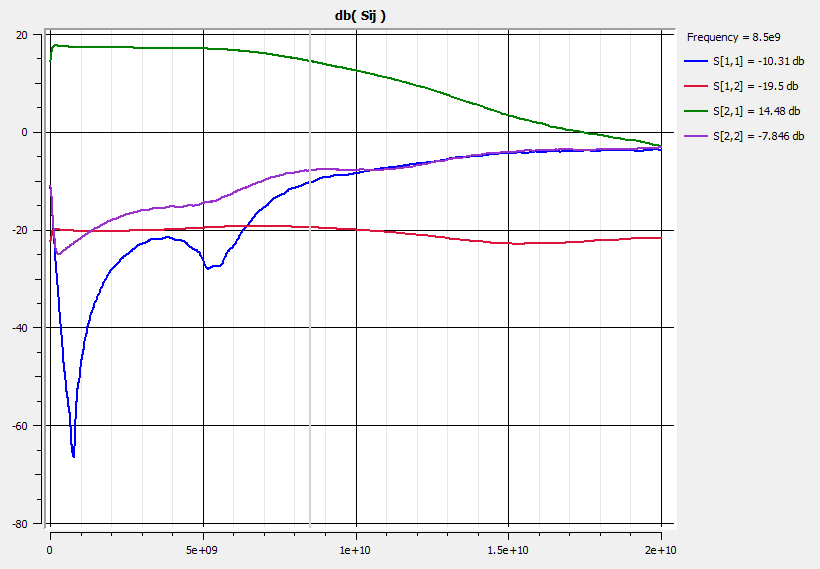 db( Sij )
Frequency = 8.5e9
S[1,1] = -10.31 db
S[1,2] = -19.5 db
S[2,1] = 14.48 db
S[2,2] = -7.846 db
20
0
-20
-40
-60
-80
0 5e+09 1e+10 1.5e+10 2e+10